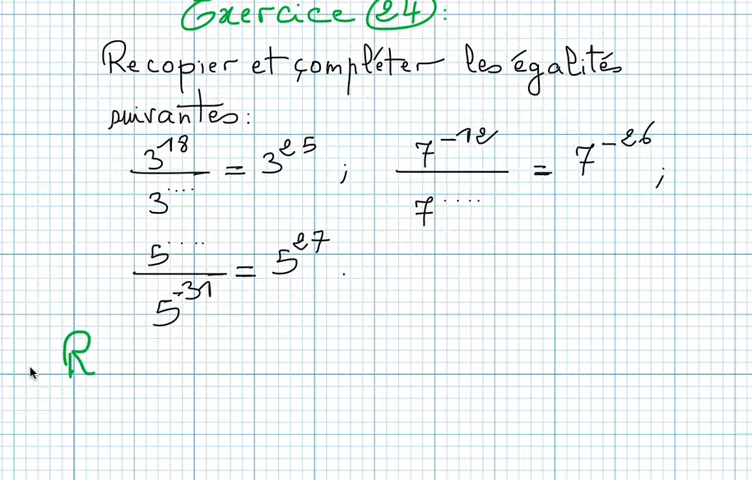 Exercice 24 :
Recopier et compléter les égalités
suivantes :
3^18 / 3^.... = 3^25 ; 7^-12 / 7^.... = 7^-26 ;
5^.... / 5^-31 = 5^27 .
R